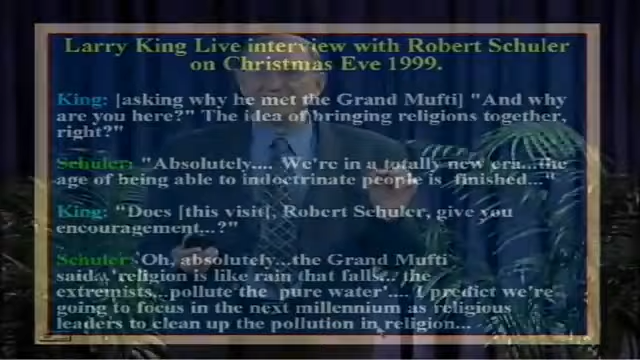 Larry King Live interview with Robert Schuler
on Christmas Eve 1999.
King: [asking why he met the Grand Mufti] "And why
are you here?" The idea of bringing religions together,
right?"
Schuler: "Absolutely.... We're in a totally new era...the
age of being able to indoctrinate people is finished..."
King: "Does [this visit[, Robert Schuler, give you
encouragement,..?"
Schuler: Oh, absolutely...the Grand Mufti
said,.'religion is like rain that falls... the
extremists,..pollute the pure water'.... I predict we're
going to focus in the next millennium as religious
leaders to clean up the pollution in religion...